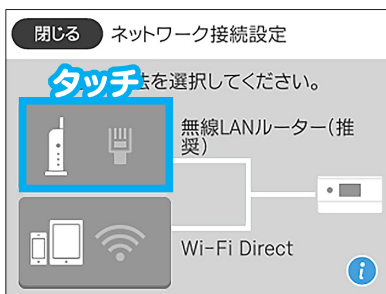 閉じる ネットワーク接続設定
タッチ
法を選択してください。
無線LANルーター(推
奨)
Wi-Fi Direct
i